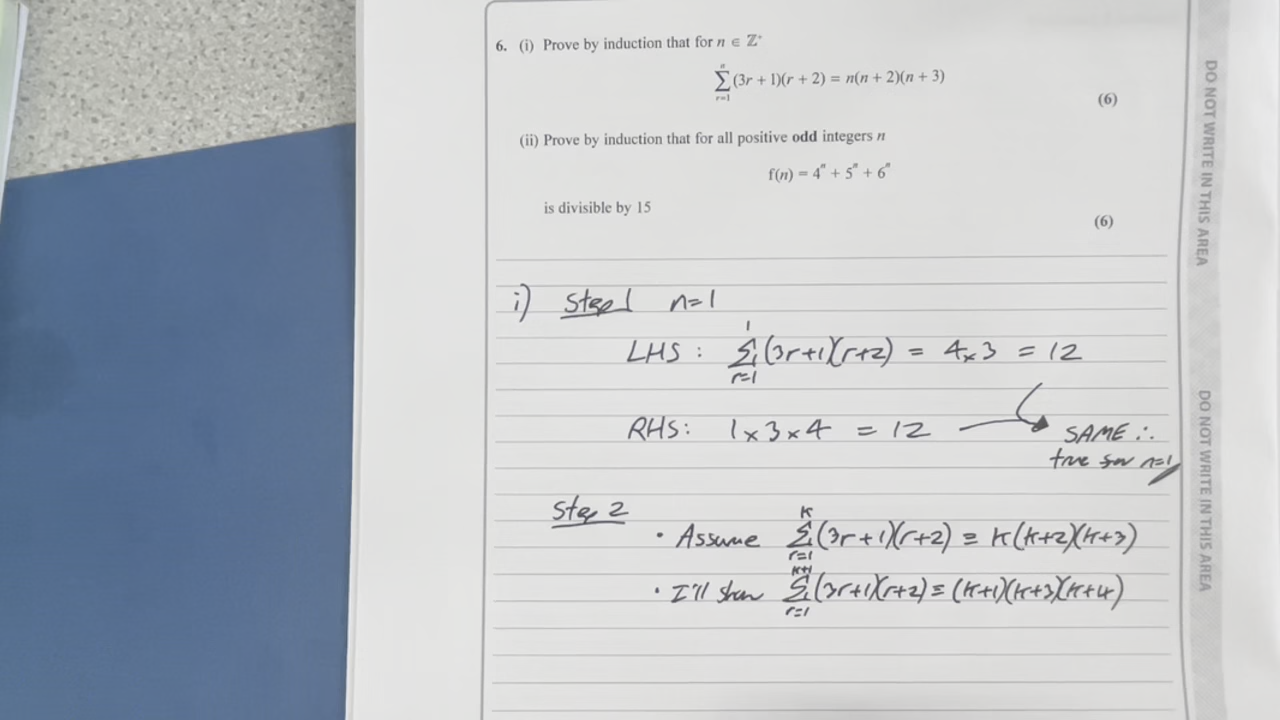 6. (i) Prove by induction that for n ∈ ℤ⁺
n
∑ (3r + 1)(r + 2) = n(n + 2)(n + 3)
r=1
(6)
(ii) Prove by induction that for all positive odd integers n
f(n) = 4ⁿ + 5ⁿ + 6ⁿ
is divisible by 15
(6)
i) Step 1 n=1
1
LHS : ∑ (3r+1)(r+2) = 4×3 = 12
r=1
RHS: 1×3×4 = 12
SAME ∴
true for n=1
Step 2
k
• Assume ∑ (3r+1)(r+2) ≡ k(k+2)(k+3)
r=1
k+1
• I'll show ∑ (3r+1)(r+2) ≡ (k+1)(k+3)(k+4)
r=1
DO NOT WRITE IN THIS AREA
DO NOT WRITE IN THIS AREA